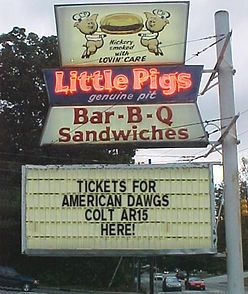 Hickory
smoked
with
LOVIN' CARE
Little Pigs
genuine pit
Bar-B-Q
Sandwiches
TICKETS FOR
AMERICAN DAWGS
COLT AR15
HERE!